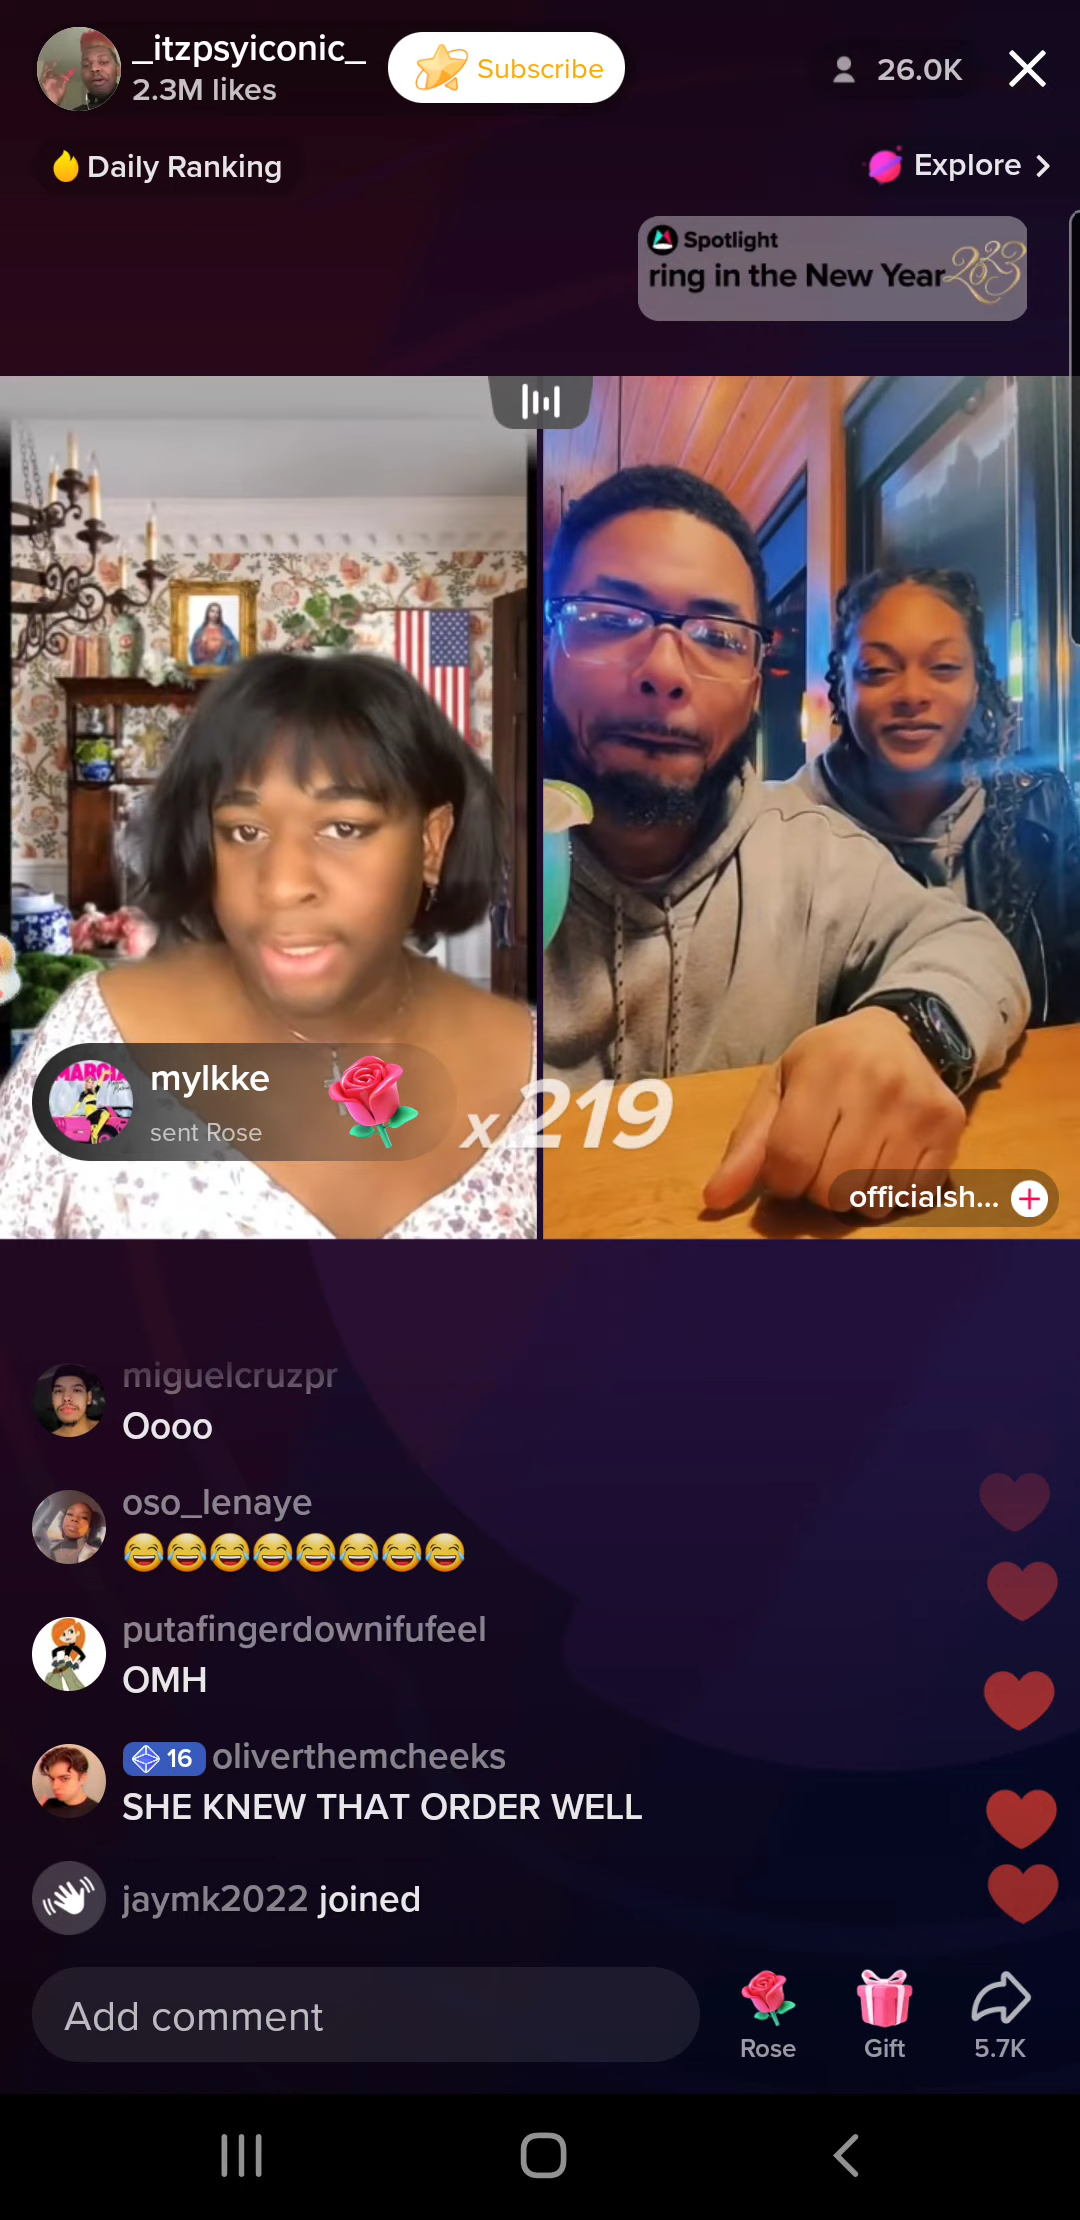 _itzpsyiconic_
2.3M likes
Subscribe
26.0K
Daily Ranking
Explore
Spotlight
ring in the New Year 2023
mylkke
sent Rose
x219
officialsh...
miguelcruzpr
Oooo
oso_lenaye
😂😂😂😂😂😂😂😂
putafingerdownifufeel
OMH
16 oliverthemcheeks
SHE KNEW THAT ORDER WELL
jaymk2022 joined
Add comment
Rose
Gift
5.7K